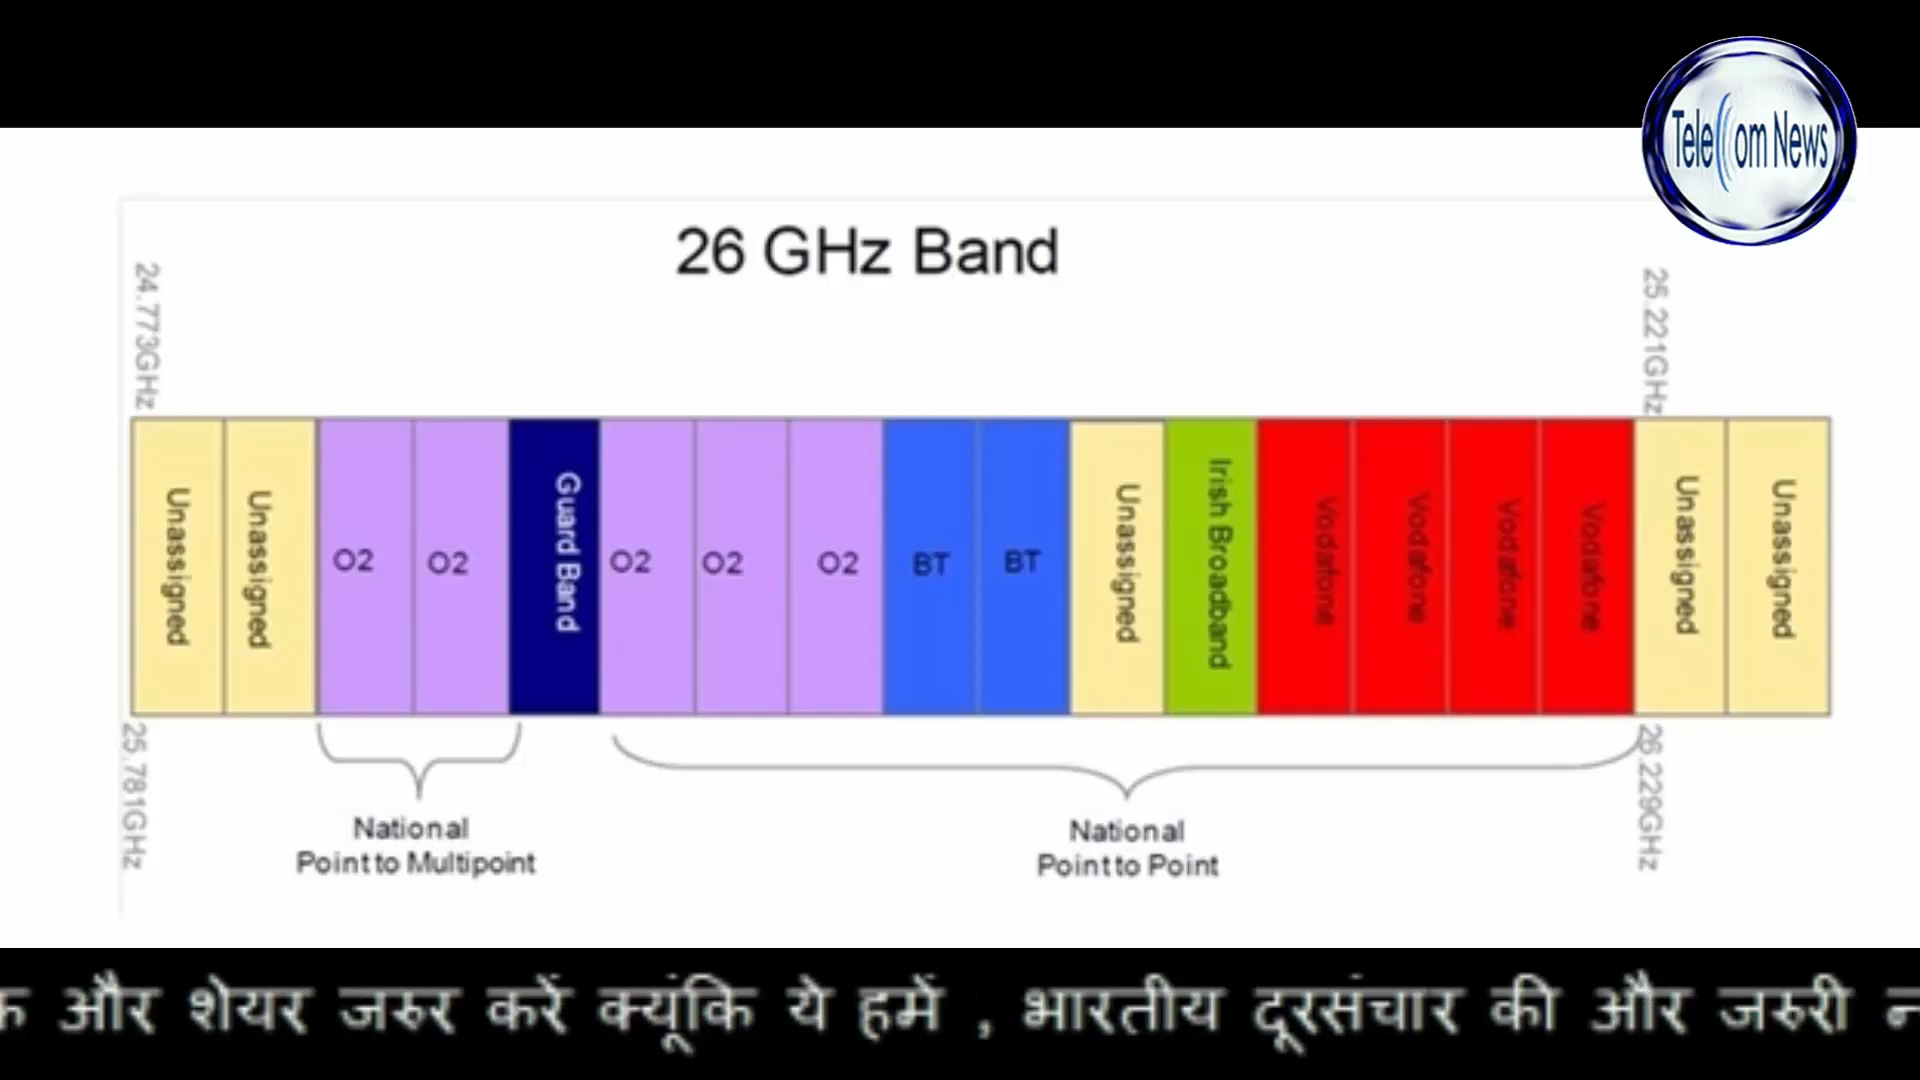 Tele((om News
26 GHz Band
24.773GHz
25.221GHz
Unassigned
Unassigned
O2
O2
Guard Band
O2
O2
O2
BT
BT
Unassigned
Irish Broadband
Vodafone
Vodafone
Vodafone
Vodafone
Unassigned
Unassigned
25.781GHz
26.229GHz
National
Point to Multipoint
National
Point to Point
और शेयर जरुर करें क्यूंकि ये हमें , भारतीय दूरसंचार की और जरुरी